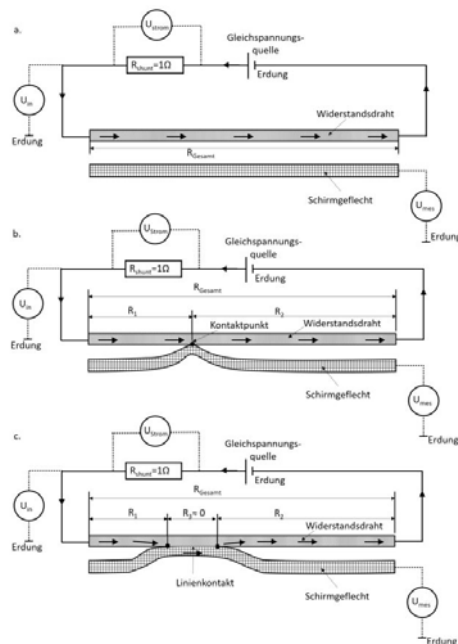 a.
U_strom
Gleichspannungs-
quelle
R_shunt=1Ω
Erdung
U_in
Erdung
Widerstandsdraht
R_Gesamt
Schirmgeflecht
U_mes
Erdung
b.
U_Strom
Gleichspannungs-
quelle
R_shunt=1Ω
Erdung
U_in
Erdung
R_Gesamt
R_1
R_2
Kontaktpunkt
Widerstandsdraht
Schirmgeflecht
U_mes
Erdung
c.
U_Strom
Gleichspannungs-
quelle
R_shunt=1Ω
Erdung
U_in
Erdung
R_Gesamt
R_1
R_3≈0
R_2
Widerstandsdraht
Linienkontakt
Schirmgeflecht
U_mes
Erdung